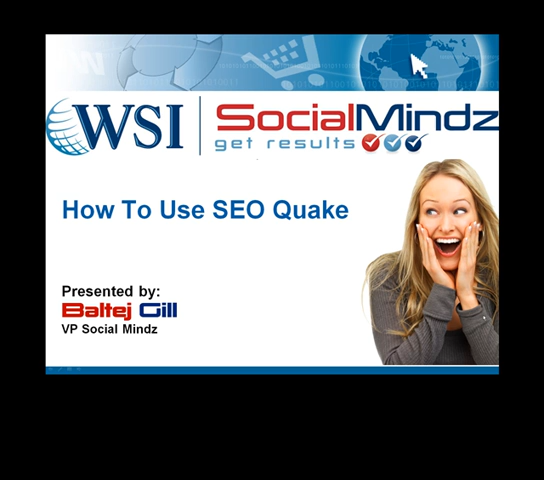 WSI
SocialMindz
get results
How To Use SEO Quake
Presented by:
Baltej Gill
VP Social Mindz